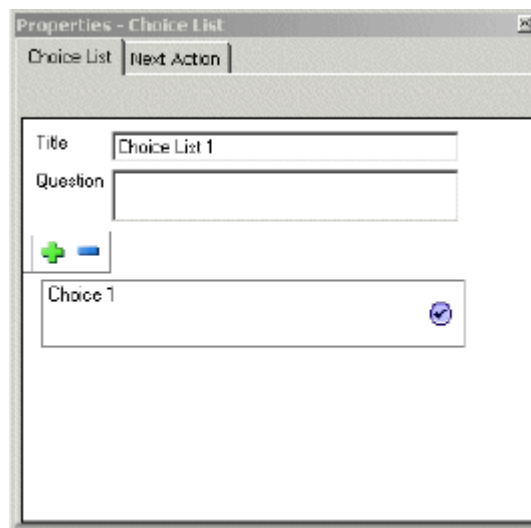 Properties - Choice List
Choice List Next Action
Title Choice List 1
Question
Choice 1